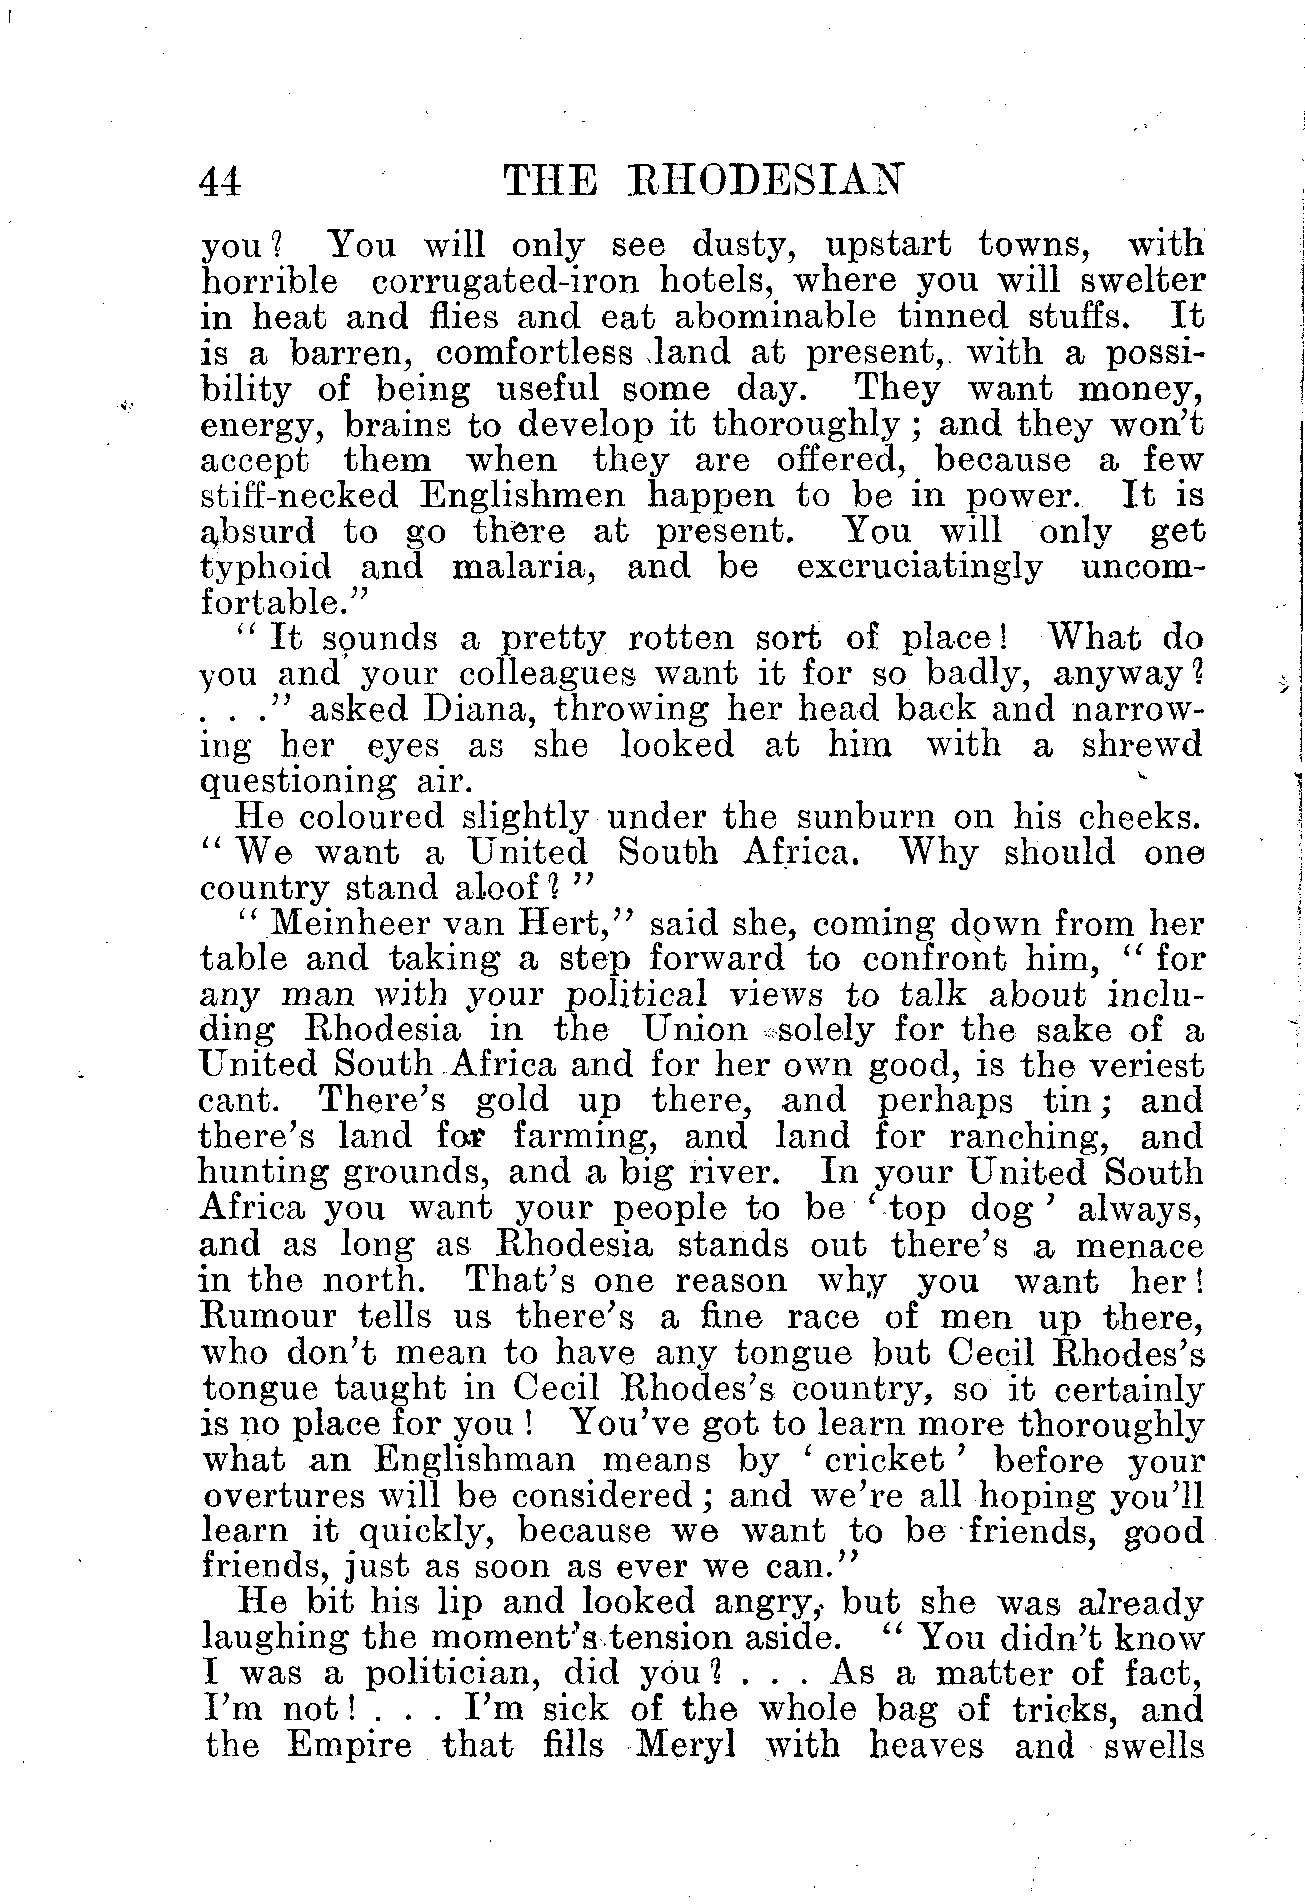 44 THE RHODESIAN
you? You will only see dusty, upstart towns, with
horrible corrugated-iron hotels, where you will swelter
in heat and flies and eat abominable tinned stuffs. It
is a barren, comfortless land at present, with a possi-
bility of being useful some day. They want money,
energy, brains to develop it thoroughly; and they won't
accept them when they are offered, because a few
stiff-necked Englishmen happen to be in power. It is
absurd to go there at present. You will only get
typhoid and malaria, and be excruciatingly uncom-
fortable."
"It sounds a pretty rotten sort of place! What do
you and your colleagues want it for so badly, anyway?
. . ." asked Diana, throwing her head back and narrow-
ing her eyes as she looked at him with a shrewd
questioning air.
He coloured slightly under the sunburn on his cheeks.
"We want a United South Africa. Why should one
country stand aloof?"
"Meinheer van Hert," said she, coming down from her
table and taking a step forward to confront him, "for
any man with your political views to talk about inclu-
ding Rhodesia in the Union solely for the sake of a
United South Africa and for her own good, is the veriest
cant. There's gold up there, and perhaps tin; and
there's land for farming, and land for ranching, and
hunting grounds, and a big river. In your United South
Africa you want your people to be 'top dog' always,
and as long as Rhodesia stands out there's a menace
in the north. That's one reason why you want her!
Rumour tells us there's a fine race of men up there,
who don't mean to have any tongue but Cecil Rhodes's
tongue taught in Cecil Rhodes's country, so it certainly
is no place for you! You've got to learn more thoroughly
what an Englishman means by 'cricket' before your
overtures will be considered; and we're all hoping you'll
learn it quickly, because we want to be friends, good
friends, just as soon as ever we can."
He bit his lip and looked angry, but she was already
laughing the moment's tension aside. "You didn't know
I was a politician, did you? . . . As a matter of fact,
I'm not! . . . I'm sick of the whole bag of tricks, and
the Empire that fills Meryl with heaves and swells